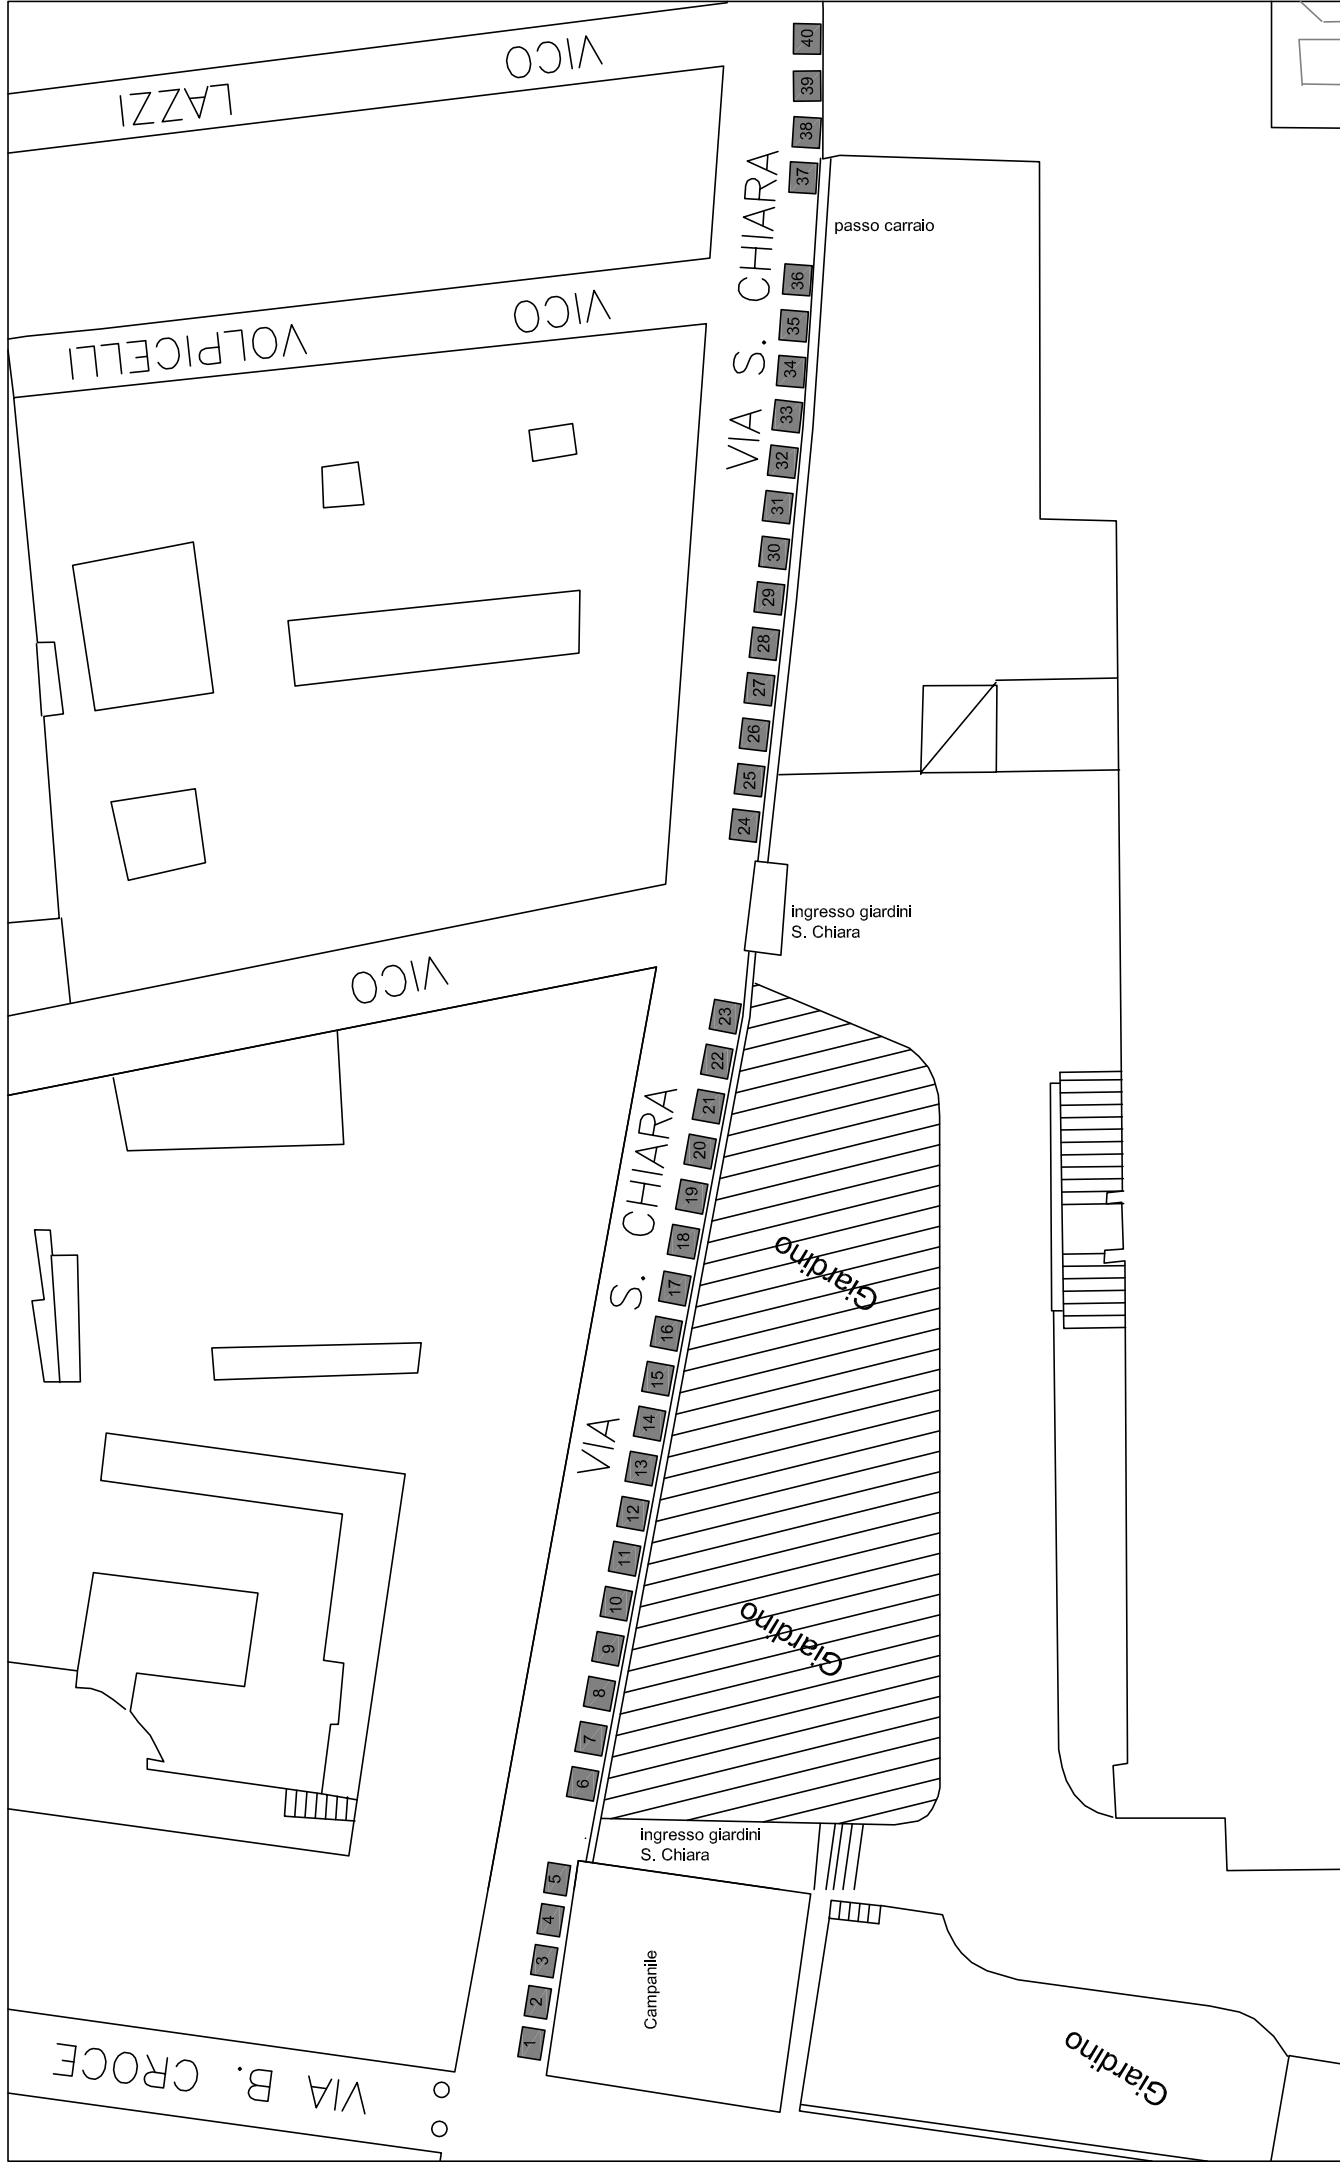 VICO
LAZZI
40
39
38
37
VIA S. CHIARA
passo carraio
36
35
34
33
32
31
30
29
28
27
26
25
24
VICO
VOLPICELLI
ingresso giardini
S. Chiara
VICO
23
22
21
20
19
18
17
16
15
14
13
12
11
10
9
8
7
6
VIA S. CHIARA
Giardino
Giardino
ingresso giardini
S. Chiara
5
4
3
2
1
Campanile
VIA B. CROCE
Giardino